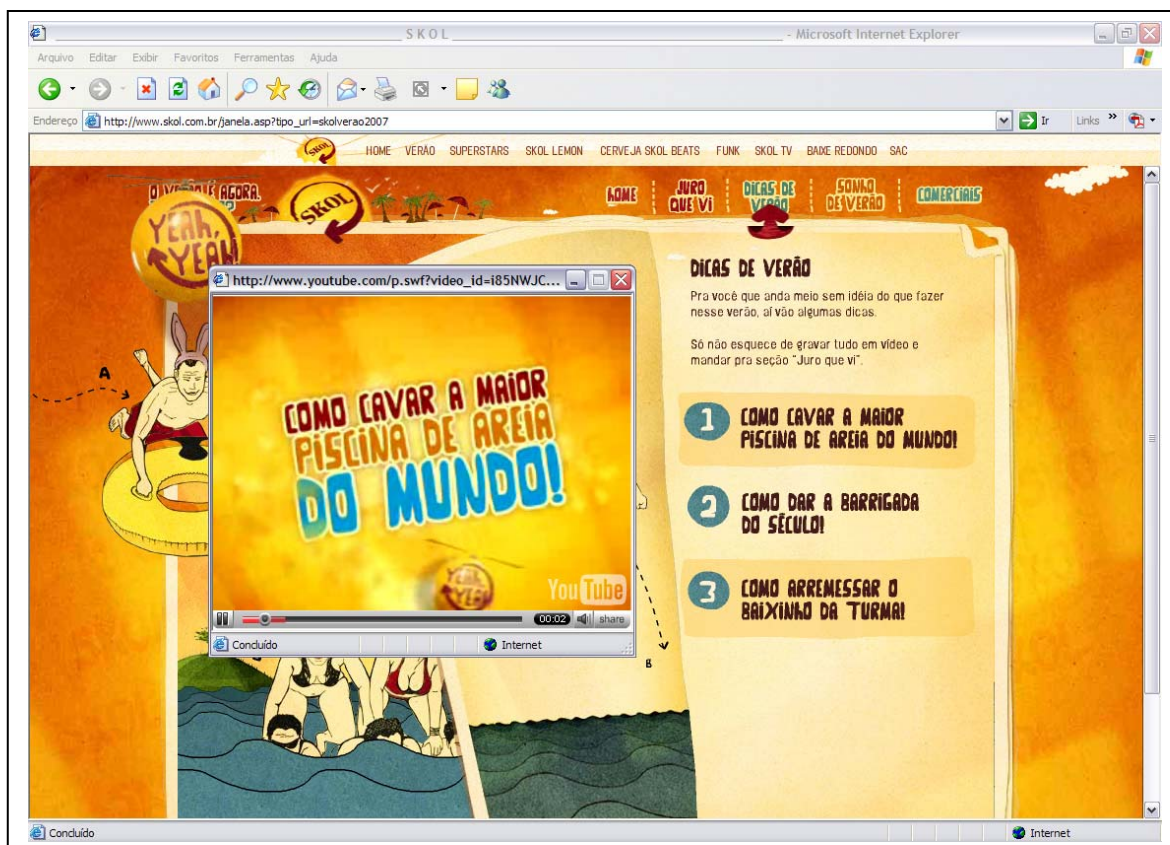 SKOL - Microsoft Internet Explorer
Arquivo Editar Exibir Favoritos Ferramentas Ajuda
Endereço http://www.skol.com.br/janela.asp?tipo_url=skolverao2007 Ir Links »
SKOL HOME VERÃO SUPERSTARS SKOL LEMON CERVEJA SKOL BEATS FUNK SKOL TV BAIXE REDONDO SAC
O VERÃO É AGORA.
YEAH,
YEAH!
SKOL
HOME
JURO
QUE VI
DICAS DE
VERÃO
SONHO
DE VERÃO
COMERCIAIS
A
http://www.youtube.com/p.swf?video_id=i85NWJC...
COMO CAVAR A MAIOR
PISCINA DE AREIA
DO MUNDO!
YEAH,
YEAH
YouTube
00:02 share
Concluído Internet
B
DICAS DE VERÃO
Pra você que anda meio sem idéia do que fazer
nesse verão, aí vão algumas dicas.
Só não esquece de gravar tudo em vídeo e
mandar pra seção "Juro que vi".
1 COMO CAVAR A MAIOR
PISCINA DE AREIA DO MUNDO!
2 COMO DAR A BARRIGADA
DO SÉCULO!
3 COMO ARREMESSAR O
BAIXINHO DA TURMA!
Concluído Internet